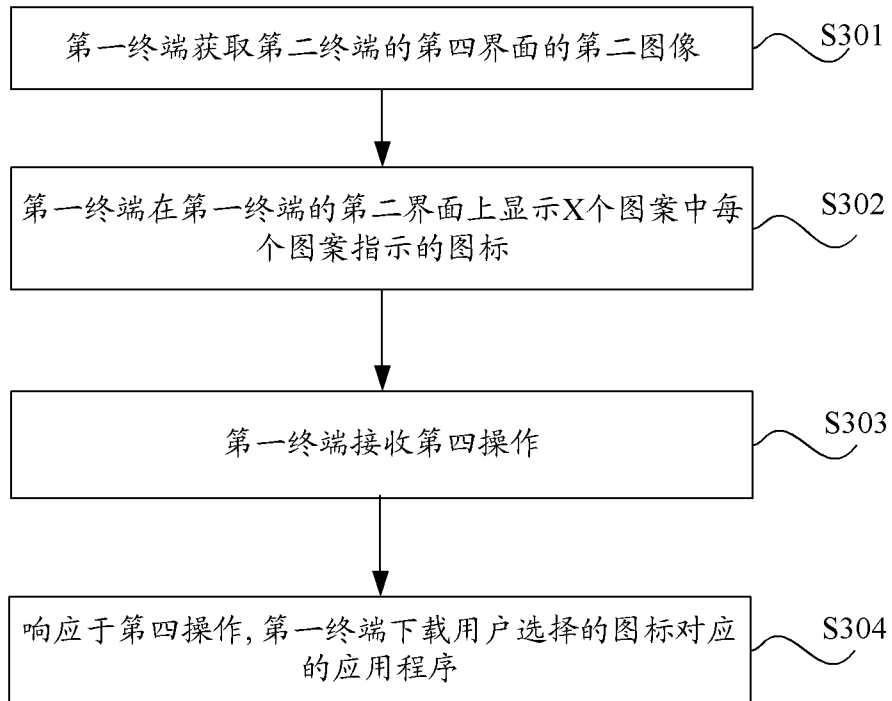 第一终端获取第二终端的第四界面的第二图像
S301
第一终端在第一终端的第二界面上显示X个图案中每
个图案指示的图标
S302
第一终端接收第四操作
S303
响应于第四操作,第一终端下载用户选择的图标对应
的应用程序
S304